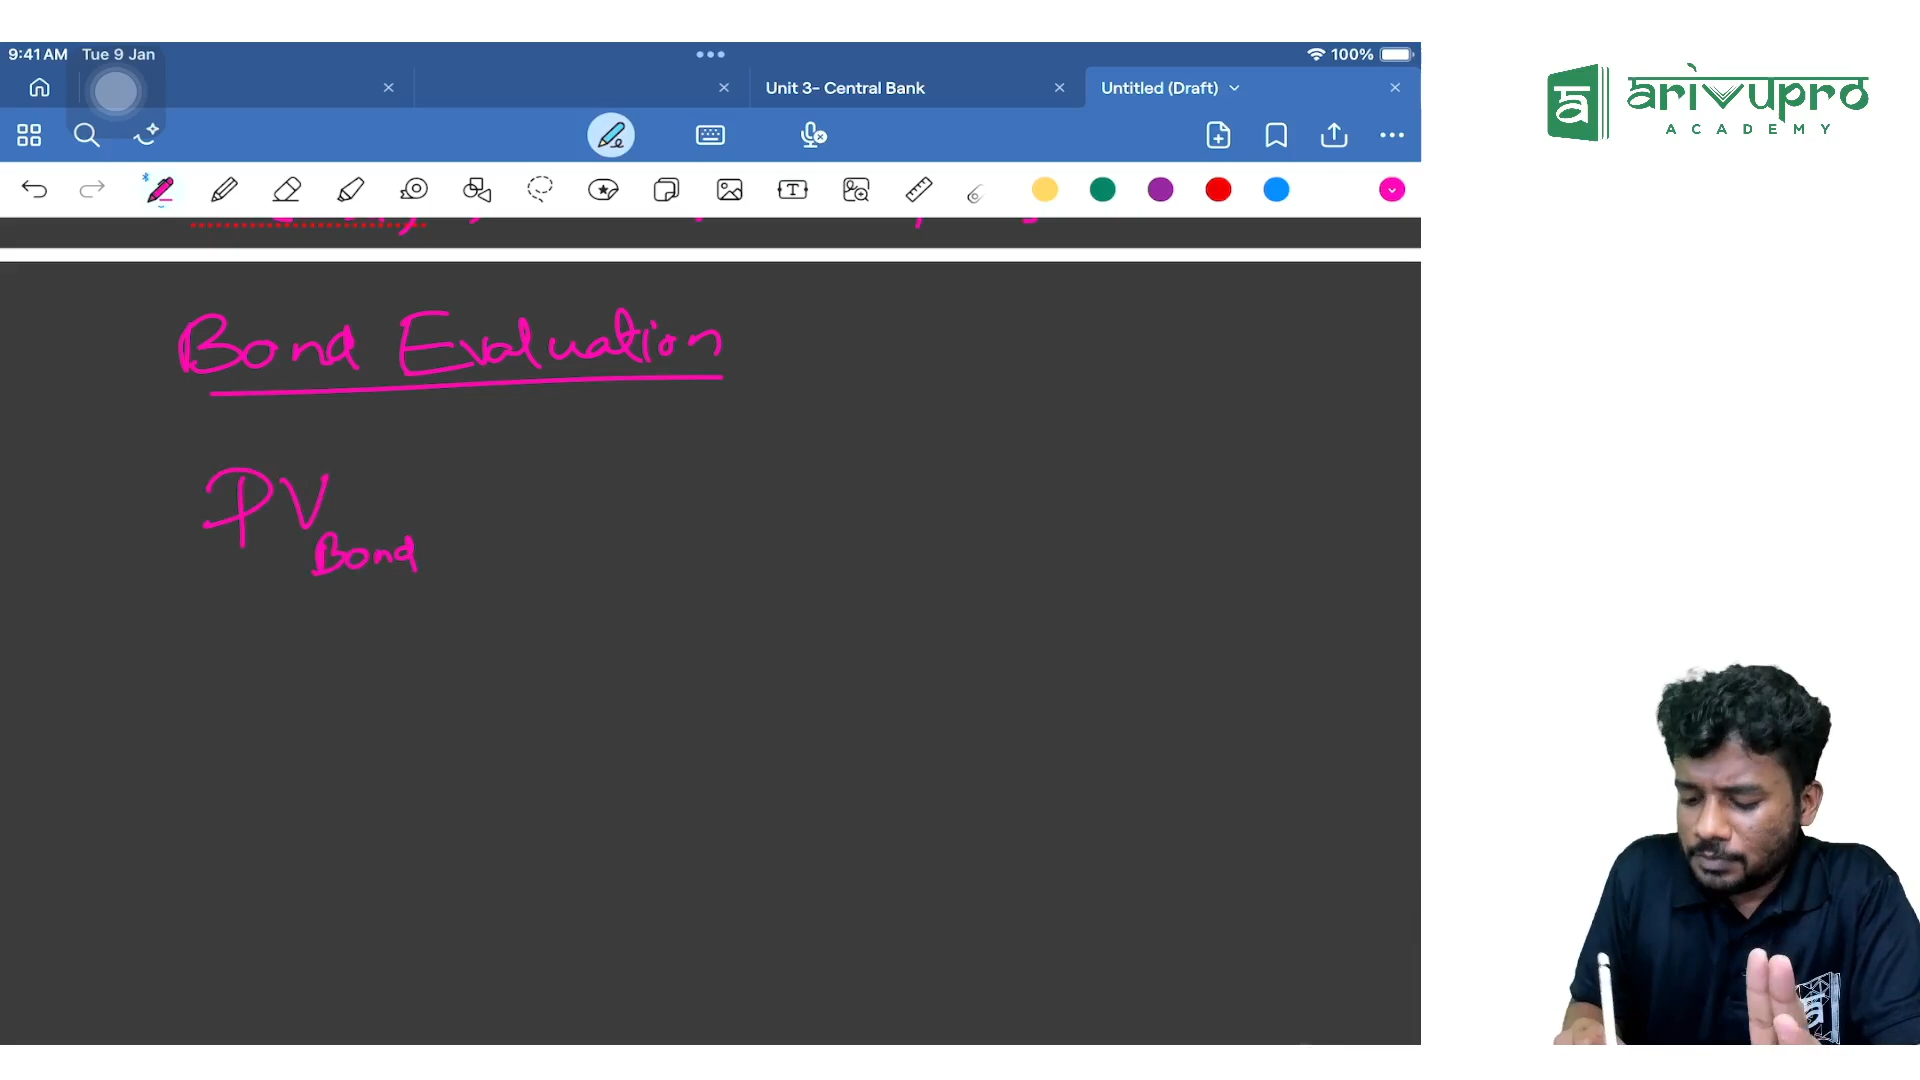 9:41 AM Tue 9 Jan
100%
Unit 3- Central Bank
Untitled (Draft)
arivupro
ACADEMY
Bond Evaluation
PV
Bond